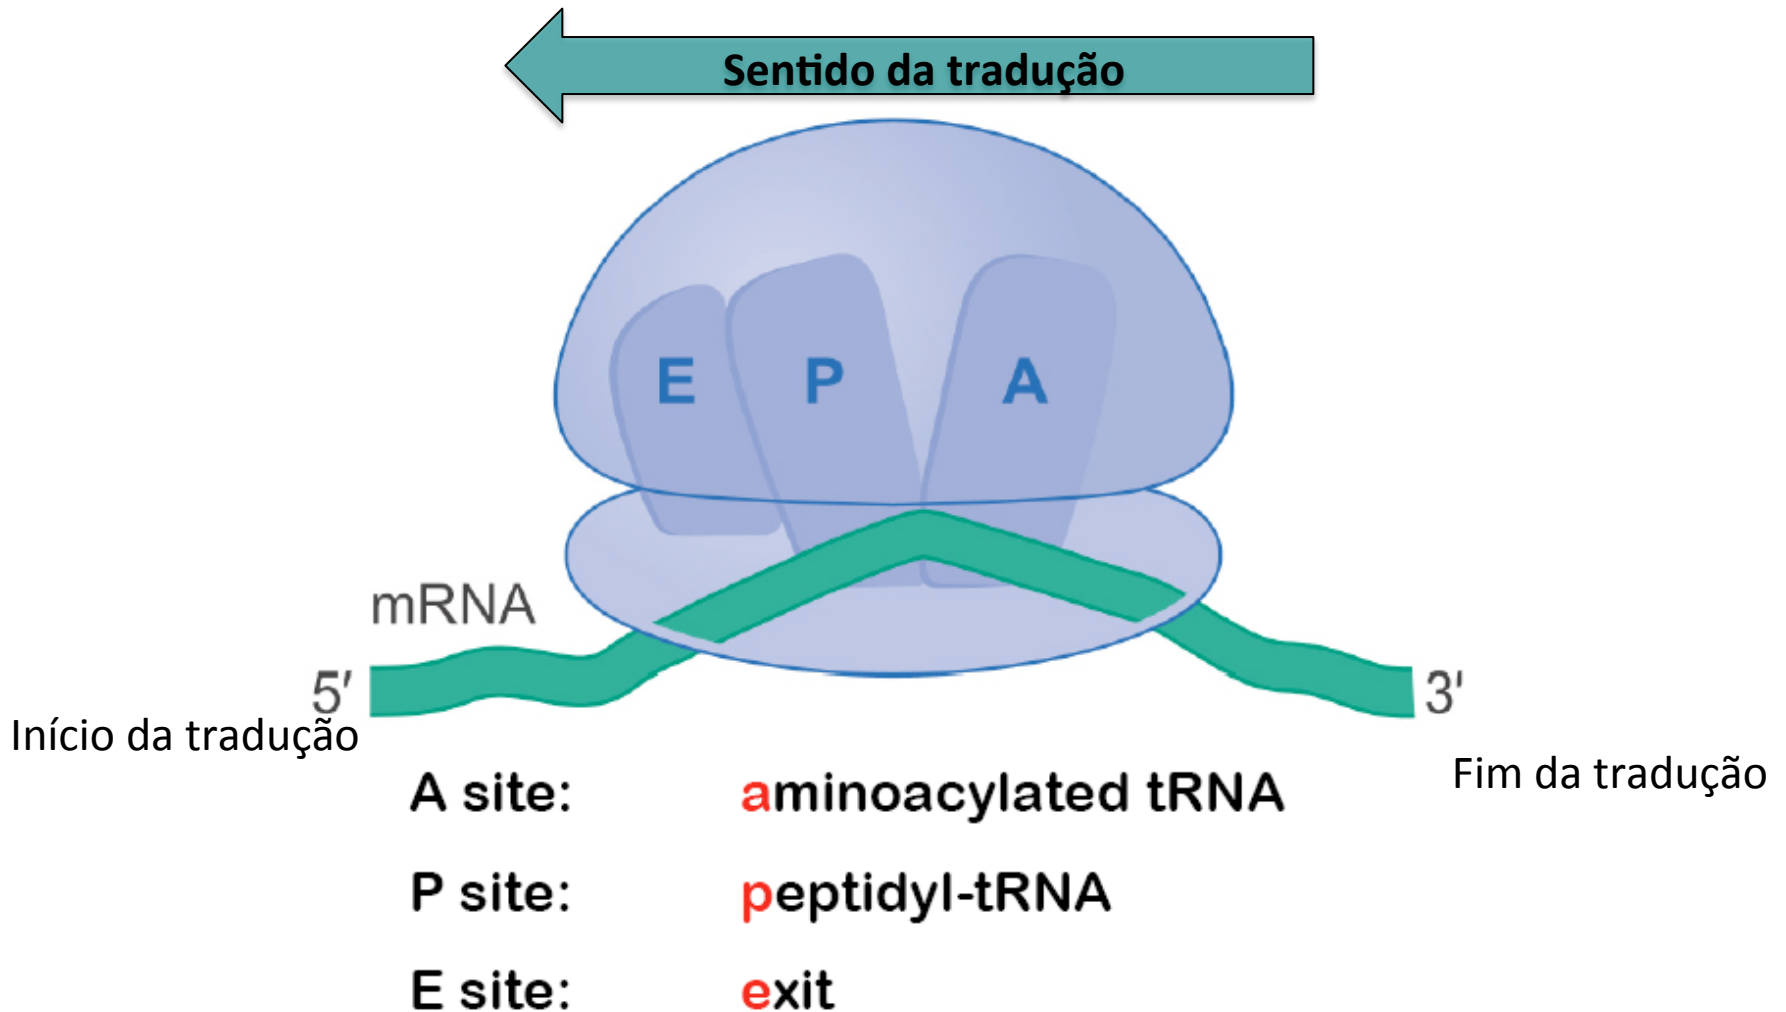 Sentido da tradução
E P A
mRNA
5' 3'
Início da tradução
Fim da tradução
A site: aminoacylated tRNA
P site: peptidyl-tRNA
E site: exit